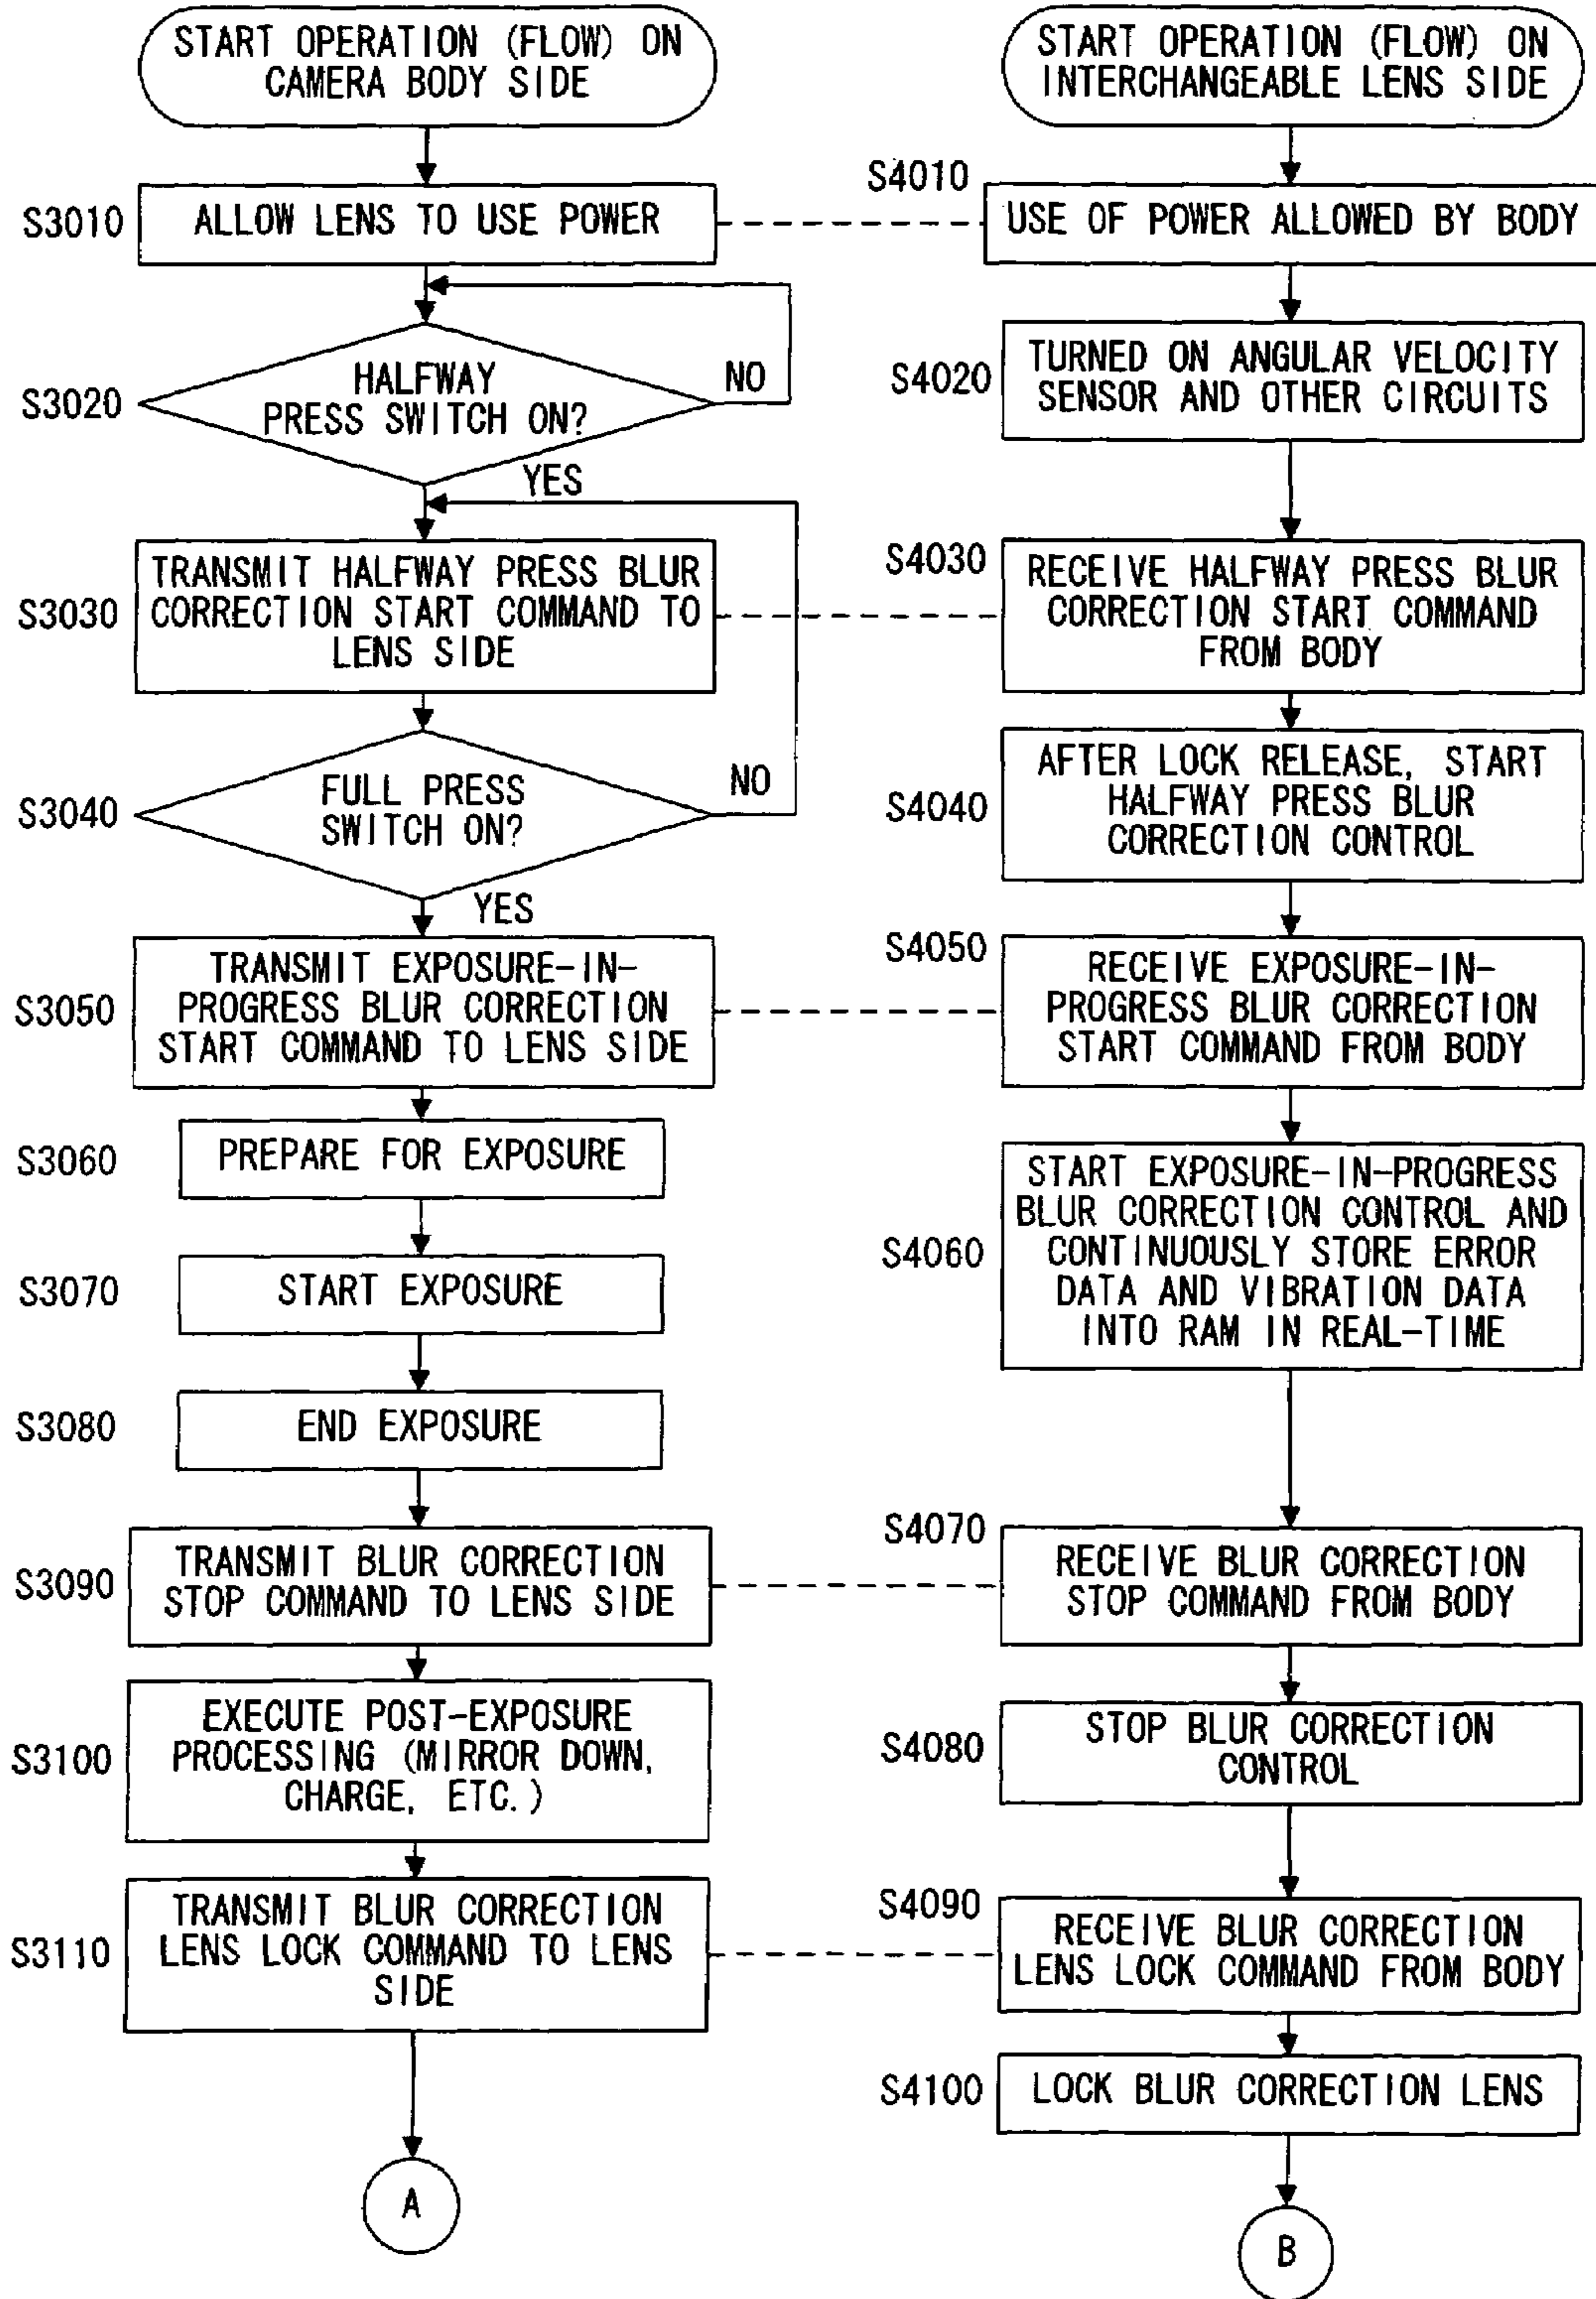 START OPERATION (FLOW) ON
CAMERA BODY SIDE
S3010
ALLOW LENS TO USE POWER
S3020
HALFWAY
PRESS SWITCH ON?
NO
YES
S3030
TRANSMIT HALFWAY PRESS BLUR
CORRECTION START COMMAND TO
LENS SIDE
S3040
FULL PRESS
SWITCH ON?
NO
YES
S3050
TRANSMIT EXPOSURE-IN-
PROGRESS BLUR CORRECTION
START COMMAND TO LENS SIDE
S3060
PREPARE FOR EXPOSURE
S3070
START EXPOSURE
S3080
END EXPOSURE
S3090
TRANSMIT BLUR CORRECTION
STOP COMMAND TO LENS SIDE
S3100
EXECUTE POST-EXPOSURE
PROCESSING (MIRROR DOWN,
CHARGE, ETC.)
S3110
TRANSMIT BLUR CORRECTION
LENS LOCK COMMAND TO LENS
SIDE
A
START OPERATION (FLOW) ON
INTERCHANGEABLE LENS SIDE
S4010
USE OF POWER ALLOWED BY BODY
S4020
TURNED ON ANGULAR VELOCITY
SENSOR AND OTHER CIRCUITS
S4030
RECEIVE HALFWAY PRESS BLUR
CORRECTION START COMMAND
FROM BODY
S4040
AFTER LOCK RELEASE, START
HALFWAY PRESS BLUR
CORRECTION CONTROL
S4050
RECEIVE EXPOSURE-IN-
PROGRESS BLUR CORRECTION
START COMMAND FROM BODY
S4060
START EXPOSURE-IN-PROGRESS
BLUR CORRECTION CONTROL AND
CONTINUOUSLY STORE ERROR
DATA AND VIBRATION DATA
INTO RAM IN REAL-TIME
S4070
RECEIVE BLUR CORRECTION
STOP COMMAND FROM BODY
S4080
STOP BLUR CORRECTION
CONTROL
S4090
RECEIVE BLUR CORRECTION
LENS LOCK COMMAND FROM BODY
S4100
LOCK BLUR CORRECTION LENS
B